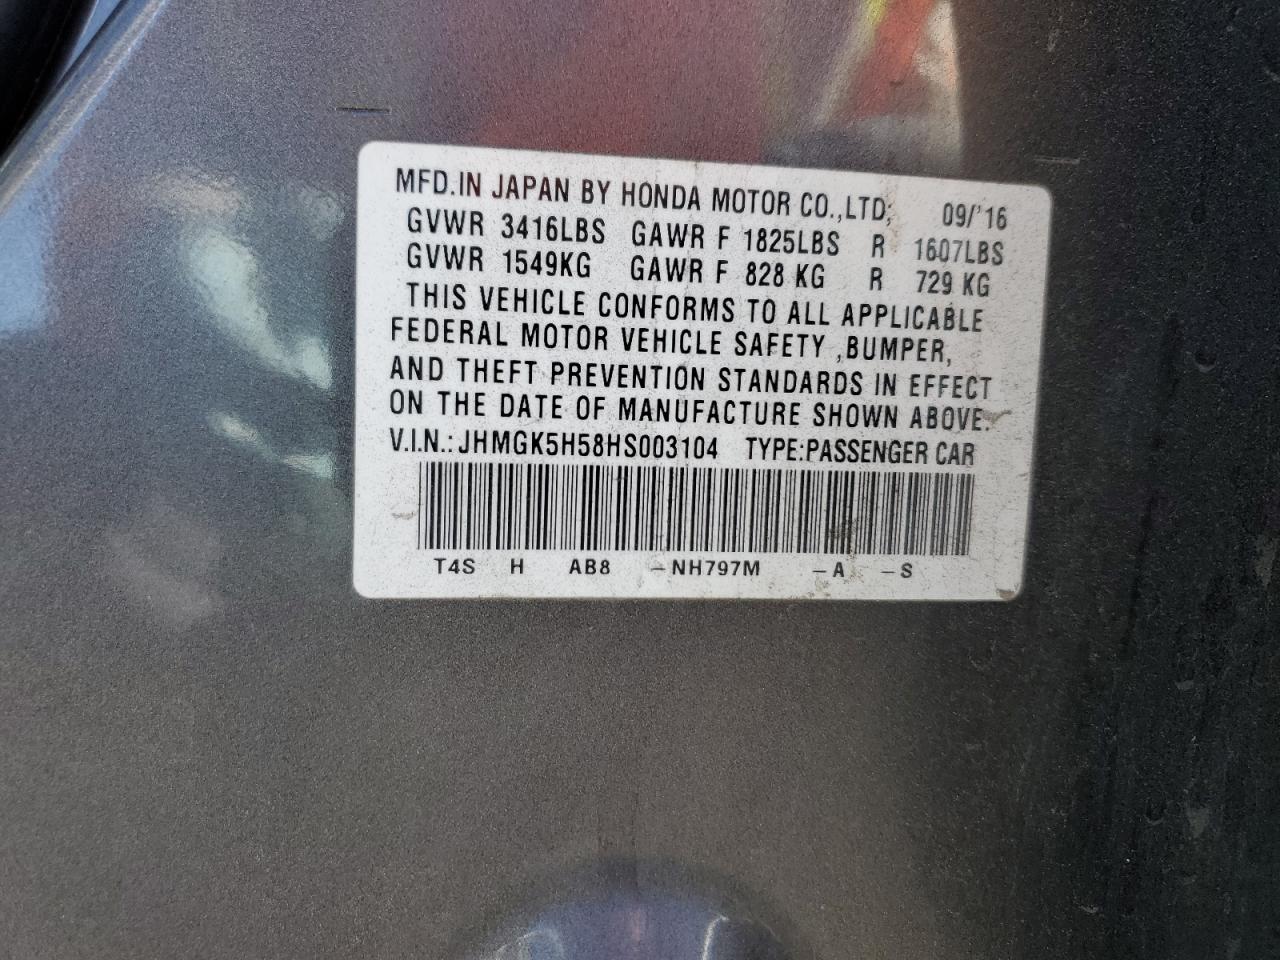 MFD.IN JAPAN BY HONDA MOTOR CO.,LTD, 09/'16
GVWR 3416LBS GAWR F 1825LBS R 1607LBS
GVWR 1549KG GAWR F 828 KG R 729 KG
THIS VEHICLE CONFORMS TO ALL APPLICABLE
FEDERAL MOTOR VEHICLE SAFETY ,BUMPER,
AND THEFT PREVENTION STANDARDS IN EFFECT
ON THE DATE OF MANUFACTURE SHOWN ABOVE.
V.I.N.:JHMGK5H58HS003104 TYPE:PASSENGER CAR
T4S H AB8 -NH797M -A -S